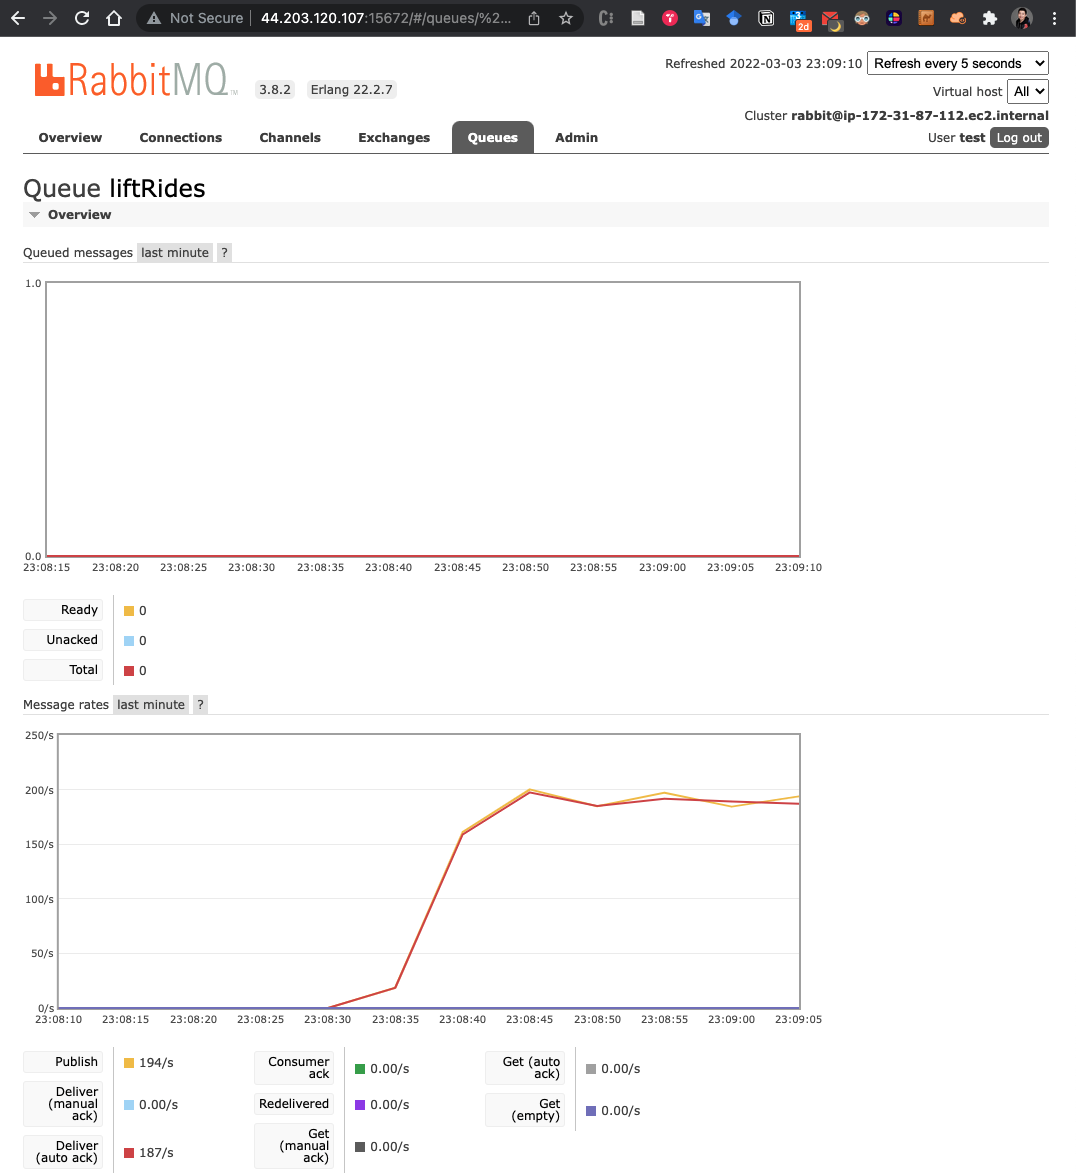 Not Secure 44.203.120.107:15672/#/queues/%2...
2d
RabbitMQ TM 3.8.2 Erlang 22.2.7
Refreshed 2022-03-03 23:09:10 Refresh every 5 seconds
Virtual host All
Cluster rabbit@ip-172-31-87-112.ec2.internal
User test Log out
Overview Connections Channels Exchanges Queues Admin
Queue liftRides
Overview
Queued messages last minute ?
1.0
0.0
23:08:15 23:08:20 23:08:25 23:08:30 23:08:35 23:08:40 23:08:45 23:08:50 23:08:55 23:09:00 23:09:05 23:09:10
Ready 0
Unacked 0
Total 0
Message rates last minute ?
250/s
200/s
150/s
100/s
50/s
0/s
23:08:10 23:08:15 23:08:20 23:08:25 23:08:30 23:08:35 23:08:40 23:08:45 23:08:50 23:08:55 23:09:00 23:09:05
Publish 194/s
Deliver
(manual
ack) 0.00/s
Deliver
(auto ack) 187/s
Consumer
ack 0.00/s
Redelivered 0.00/s
Get
(manual
ack) 0.00/s
Get (auto
ack) 0.00/s
Get
(empty) 0.00/s